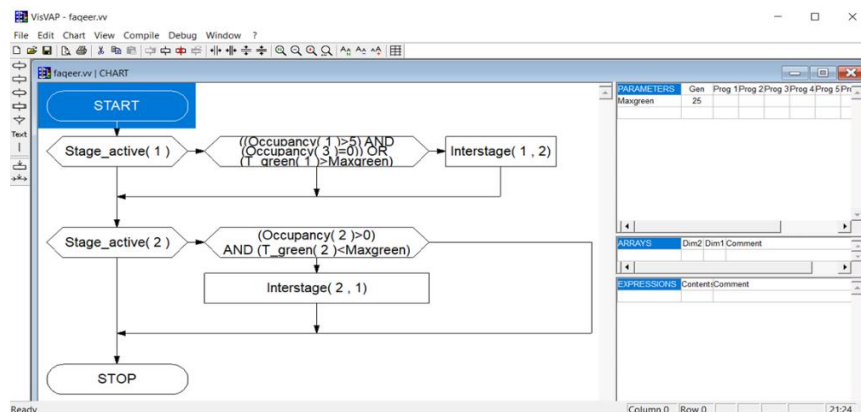 VisVAP - faqeer.vv
File Edit Chart View Compile Debug Window ?
faqeer.vv | CHART
Text
START
Stage_active( 1 )
((Occupancy( 1 )>5) AND
(Occupancy( 3 )=0)) OR
(T_green( 1 )>Maxgreen)
Interstage( 1 , 2)
Stage_active( 2 )
(Occupancy( 2 )>0)
AND (T_green( 2 )<Maxgreen)
Interstage( 2 , 1)
STOP
PARAMETERS Gen Prog 1 Prog 2 Prog 3 Prog 4 Prog 5 Pr
Maxgreen 25
ARRAYS Dim2 Dim1 Comment
EXPRESSIONS Contents Comment
Ready Column 0 Row 0 21:24